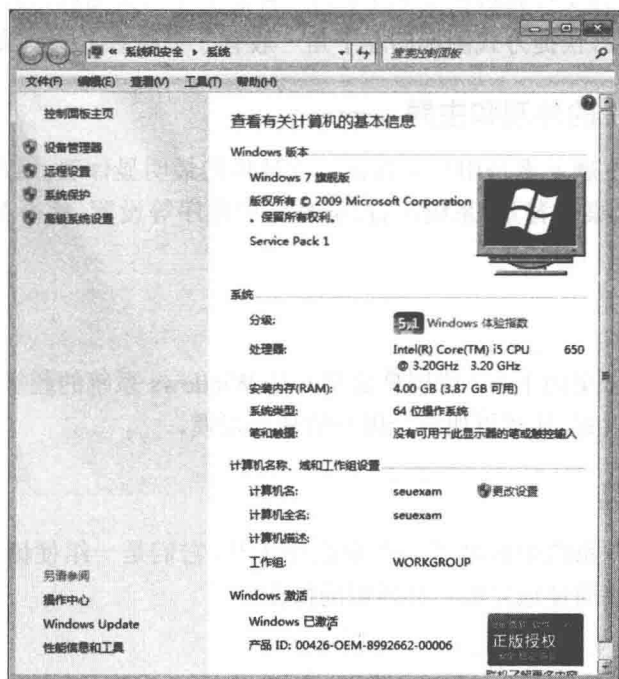 « 系统和安全 ▸ 系统
搜索控制面板
文件(F) 编辑(E) 查看(V) 工具(T) 帮助(H)
控制面板主页
设备管理器
远程设置
系统保护
高级系统设置
另请参阅
操作中心
Windows Update
性能信息和工具
查看有关计算机的基本信息
Windows 版本
Windows 7 旗舰版
版权所有 © 2009 Microsoft Corporation
。保留所有权利。
Service Pack 1
系统
分级: 5.1 Windows 体验指数
处理器: Intel(R) Core(TM) i5 CPU 650
@ 3.20GHz 3.20 GHz
安装内存(RAM): 4.00 GB (3.87 GB 可用)
系统类型: 64 位操作系统
笔和触摸: 没有可用于此显示器的笔或触控输入
计算机名称、域和工作组设置
计算机名: seuexam 更改设置
计算机全名: seuexam
计算机描述:
工作组: WORKGROUP
Windows 激活
Windows 已激活
产品 ID: 00426-OEM-8992662-00006
正版授权